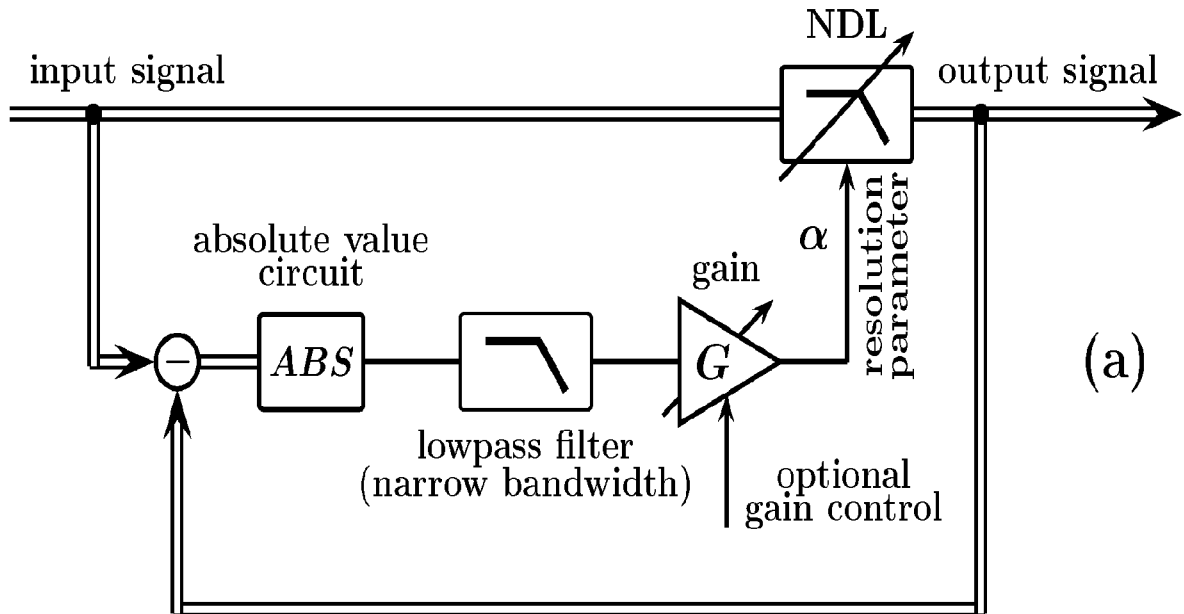 NDL
input signal
output signal
absolute value
circuit
gain
α
resolution
parameter
(a)
−
ABS
G
lowpass filter
(narrow bandwidth)
optional
gain control